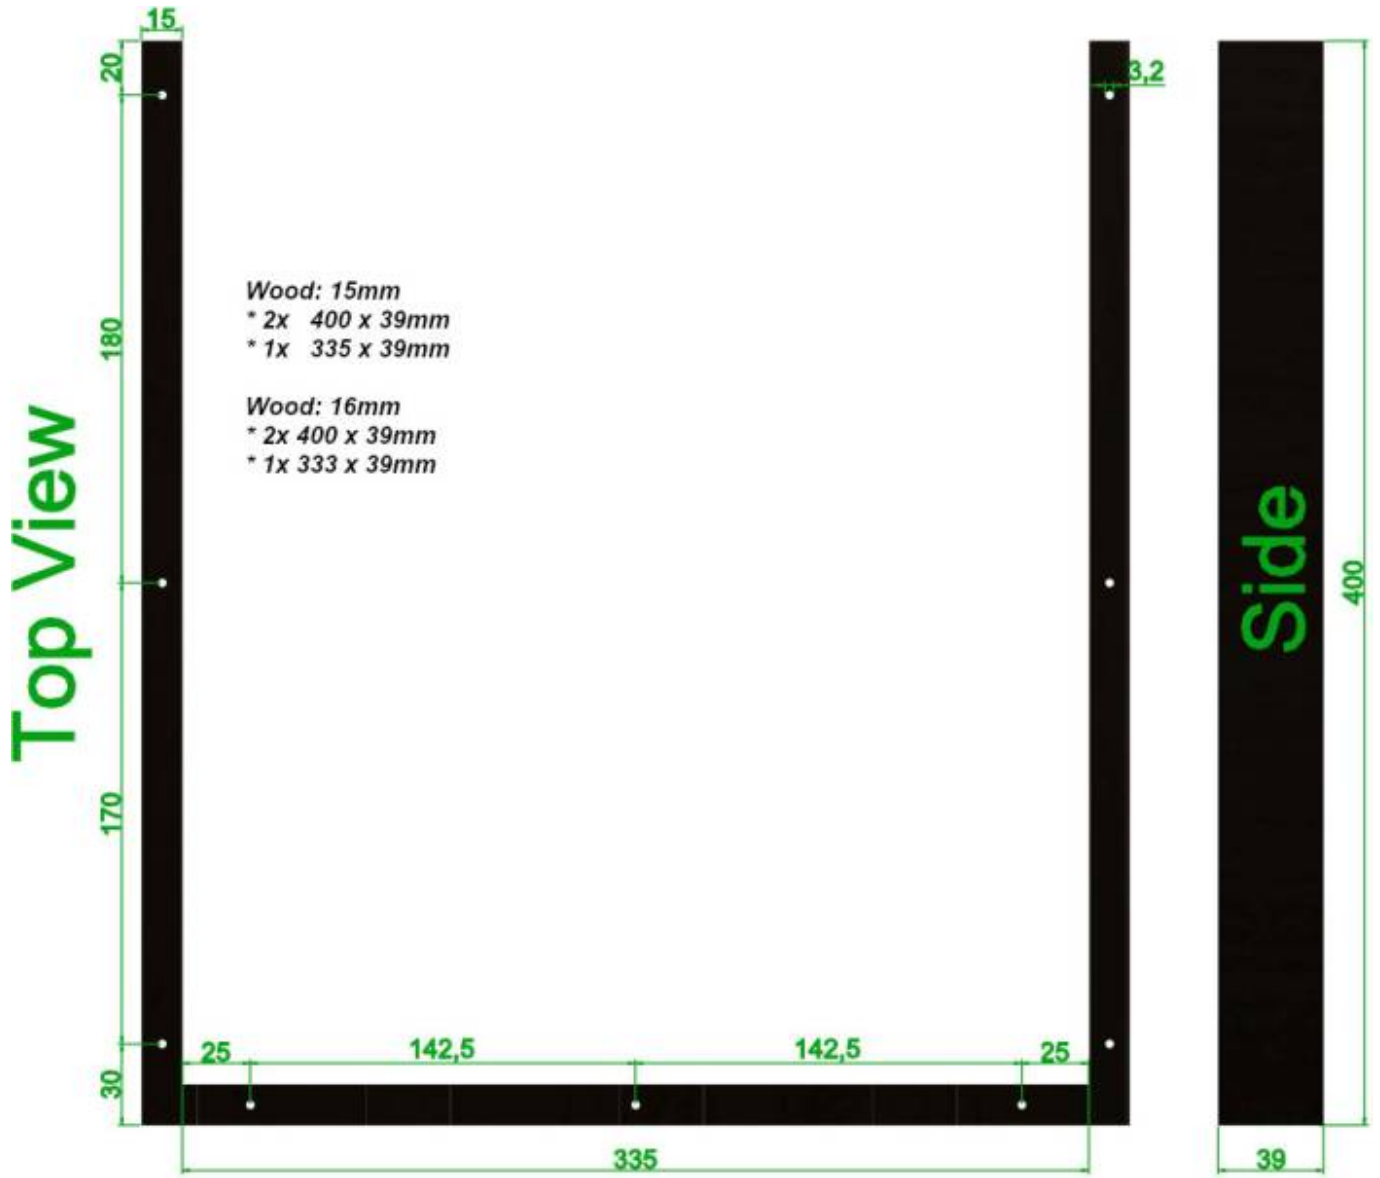 15
20
3,2
180
Wood: 15mm
* 2x 400 x 39mm
* 1x 335 x 39mm
Wood: 16mm
* 2x 400 x 39mm
* 1x 333 x 39mm
Top View
Side
400
170
30
25
142,5
142,5
25
335
39